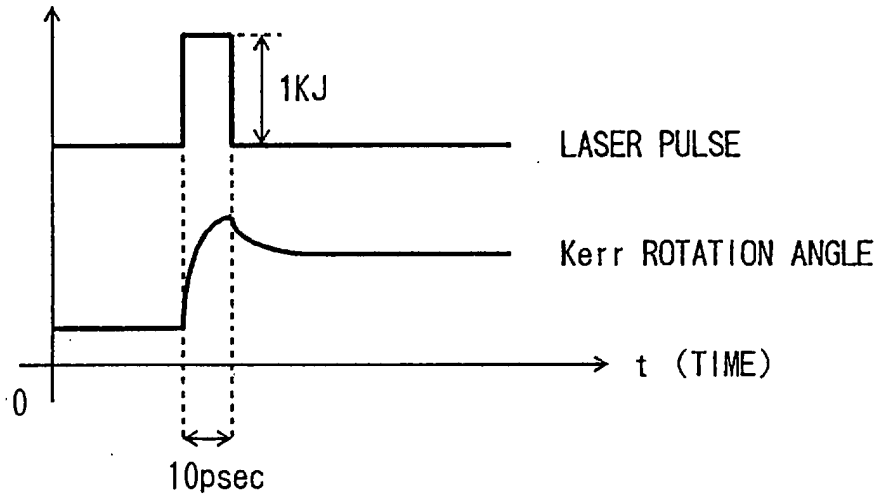 1KJ
LASER PULSE
Kerr ROTATION ANGLE
t (TIME)
0
10psec